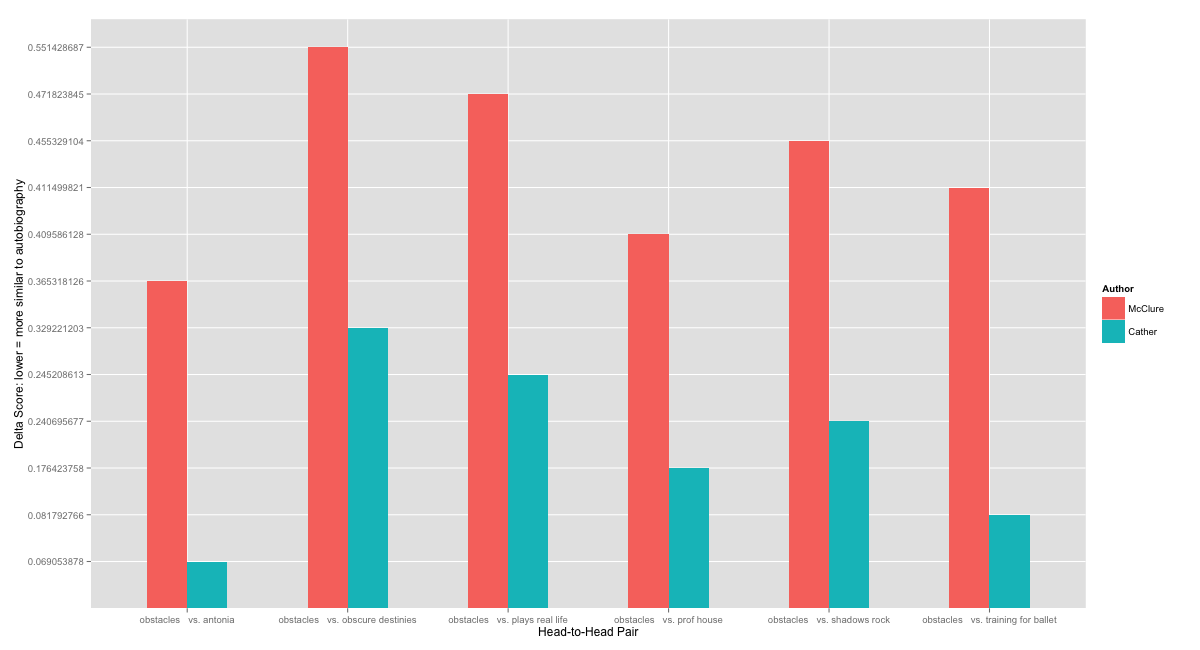 0.551428687
0.471823845
0.455329104
0.411499821
0.409586128
0.365318126
0.329221203
0.245208613
0.240695677
0.176423758
0.081792766
0.069053878
Delta Score: lower = more similar to autobiography
obstacles vs. antonia
obstacles vs. obscure destinies
obstacles vs. plays real life
obstacles vs. prof house
obstacles vs. shadows rock
obstacles vs. training for ballet
Head-to-Head Pair
Author
McClure
Cather